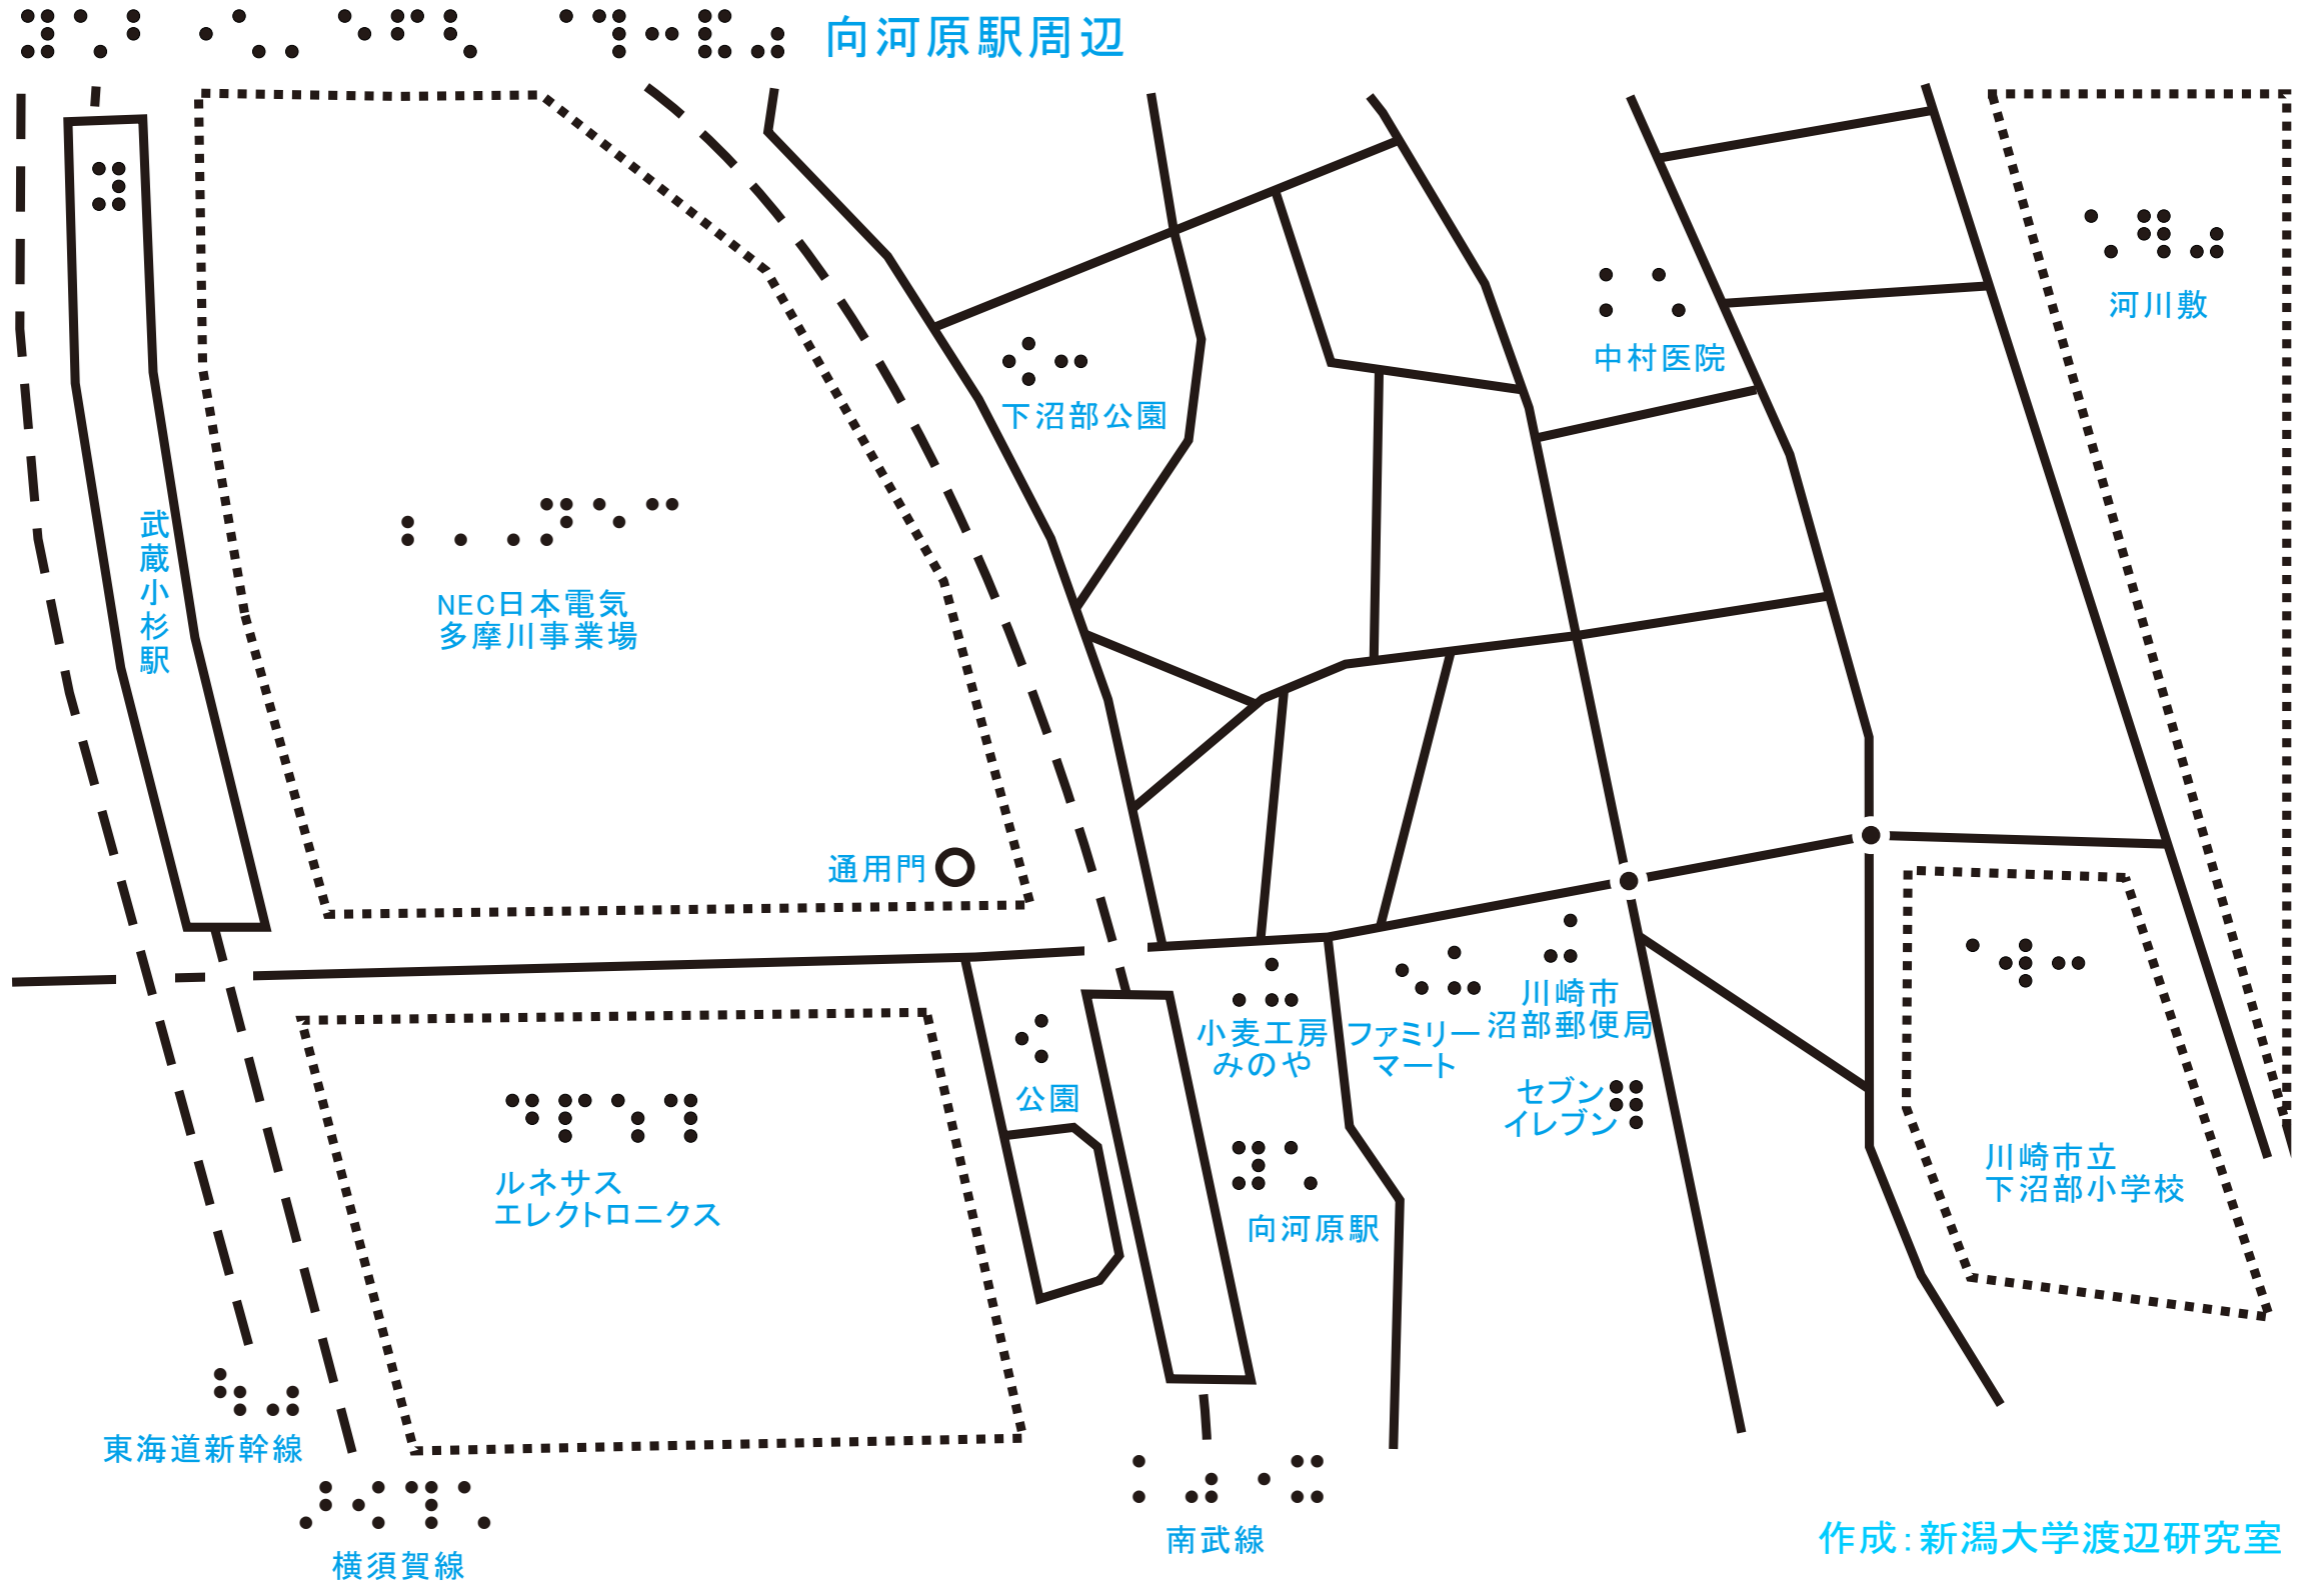 向河原駅周辺
河川敷
中村医院
下沼部公園
武蔵小杉駅
NEC日本電気
多摩川事業場
通用門
川崎市
沼部郵便局
小麦工房
みのや
ファミリー
マート
公園
セブン
イレブン
川崎市立
下沼部小学校
ルネサス
エレクトロニクス
向河原駅
東海道新幹線
横須賀線
南武線
作成：新潟大学渡辺研究室